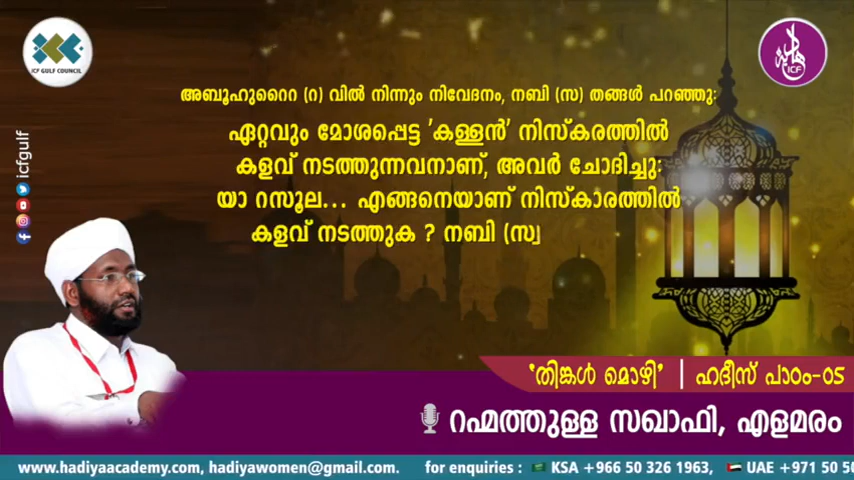 ICF GULF COUNCIL
ICF
അബൂഹുറൈറ (റ) വിൽ നിന്നും നിവേദനം, നബി (സ) തങ്ങൾ പറഞ്ഞു:
ഏറ്റവും മോശപ്പെട്ട 'കള്ളൻ' നിസ്കരത്തിൽ
കളവ് നടത്തുന്നവനാണ്, അവർ ചോദിച്ചു:
യാ റസൂല... എങ്ങനെയാണ് നിസ്കാരത്തിൽ
കളവ് നടത്തുക ? നബി (സ്വ
icfgulf
'തിങ്കൾ മൊഴി' | ഹദീസ് പാഠം-05
റഹ്മത്തുള്ള സഖാഫി, എളമരം
www.hadiyaacademy.com, hadiyawomen@gmail.com. for enquiries : KSA +966 50 326 1963, UAE +971 50 50